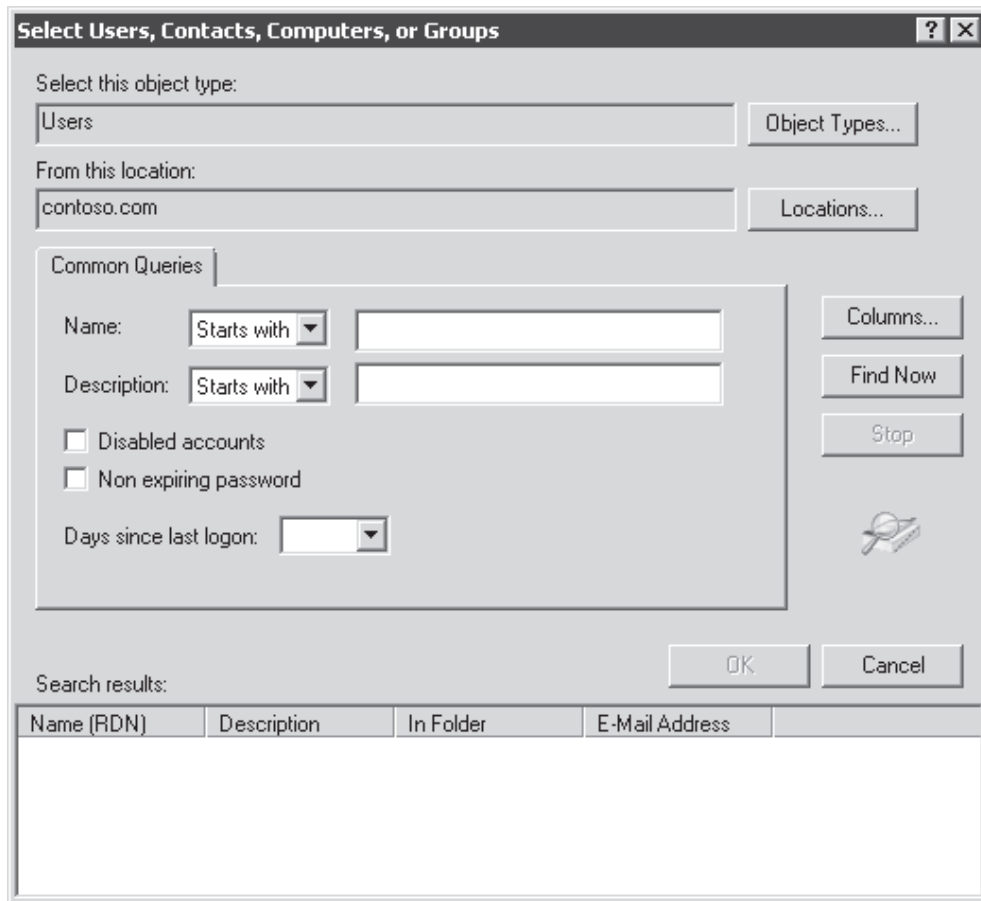 Select Users, Contacts, Computers, or Groups
Select this object type:
Users
Object Types...
From this location:
contoso.com
Locations...
Common Queries
Name:
Starts with
Description:
Starts with
Disabled accounts
Non expiring password
Days since last logon:
Columns...
Find Now
Stop
OK
Cancel
Search results:
Name (RDN)
Description
In Folder
E-Mail Address